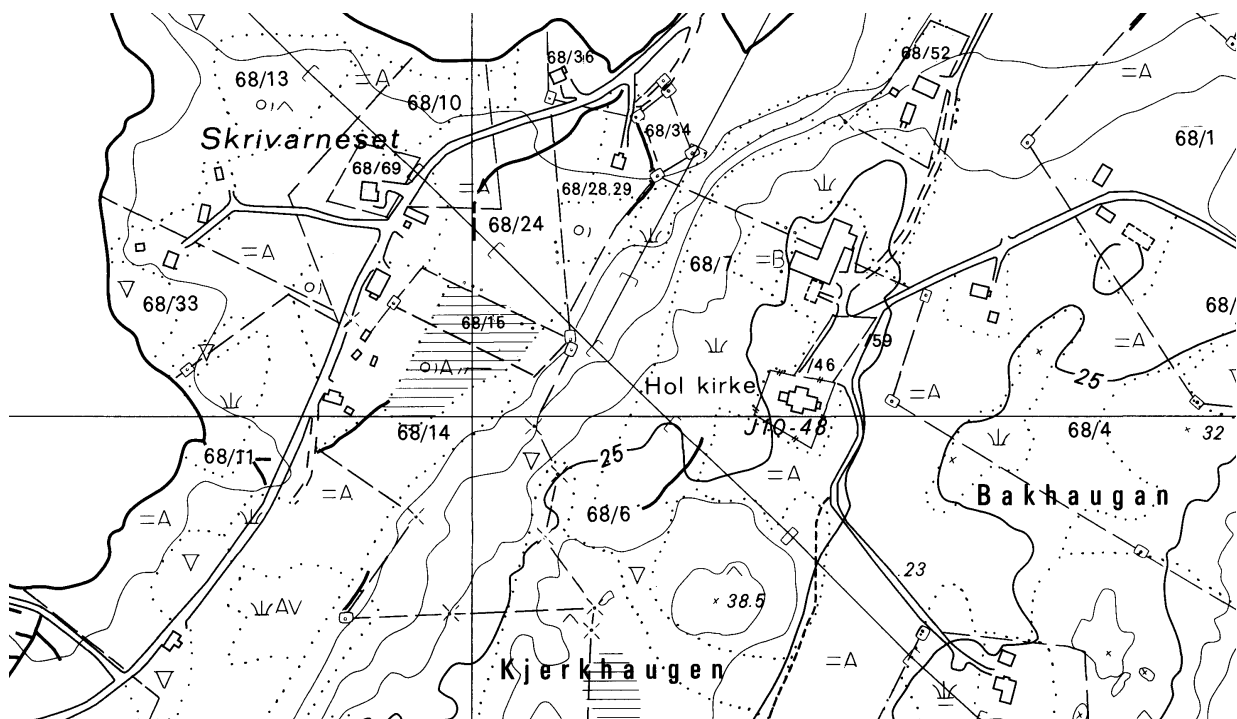 68/36
68/52
68/13
=A
68/10
=A
Skrivarneset
68/34
68/1
68/69
=A
68/28.29
68/24
=A
68/7
=B
68/33
68/15
59
=A
A
/46
25
Hol kirke
=A
J10-48
68/14
68/4
32
68/11
25
=A
=A
Bakhaugan
=A
68/6
23
AV
38.5
Kjerkhaugen
=A